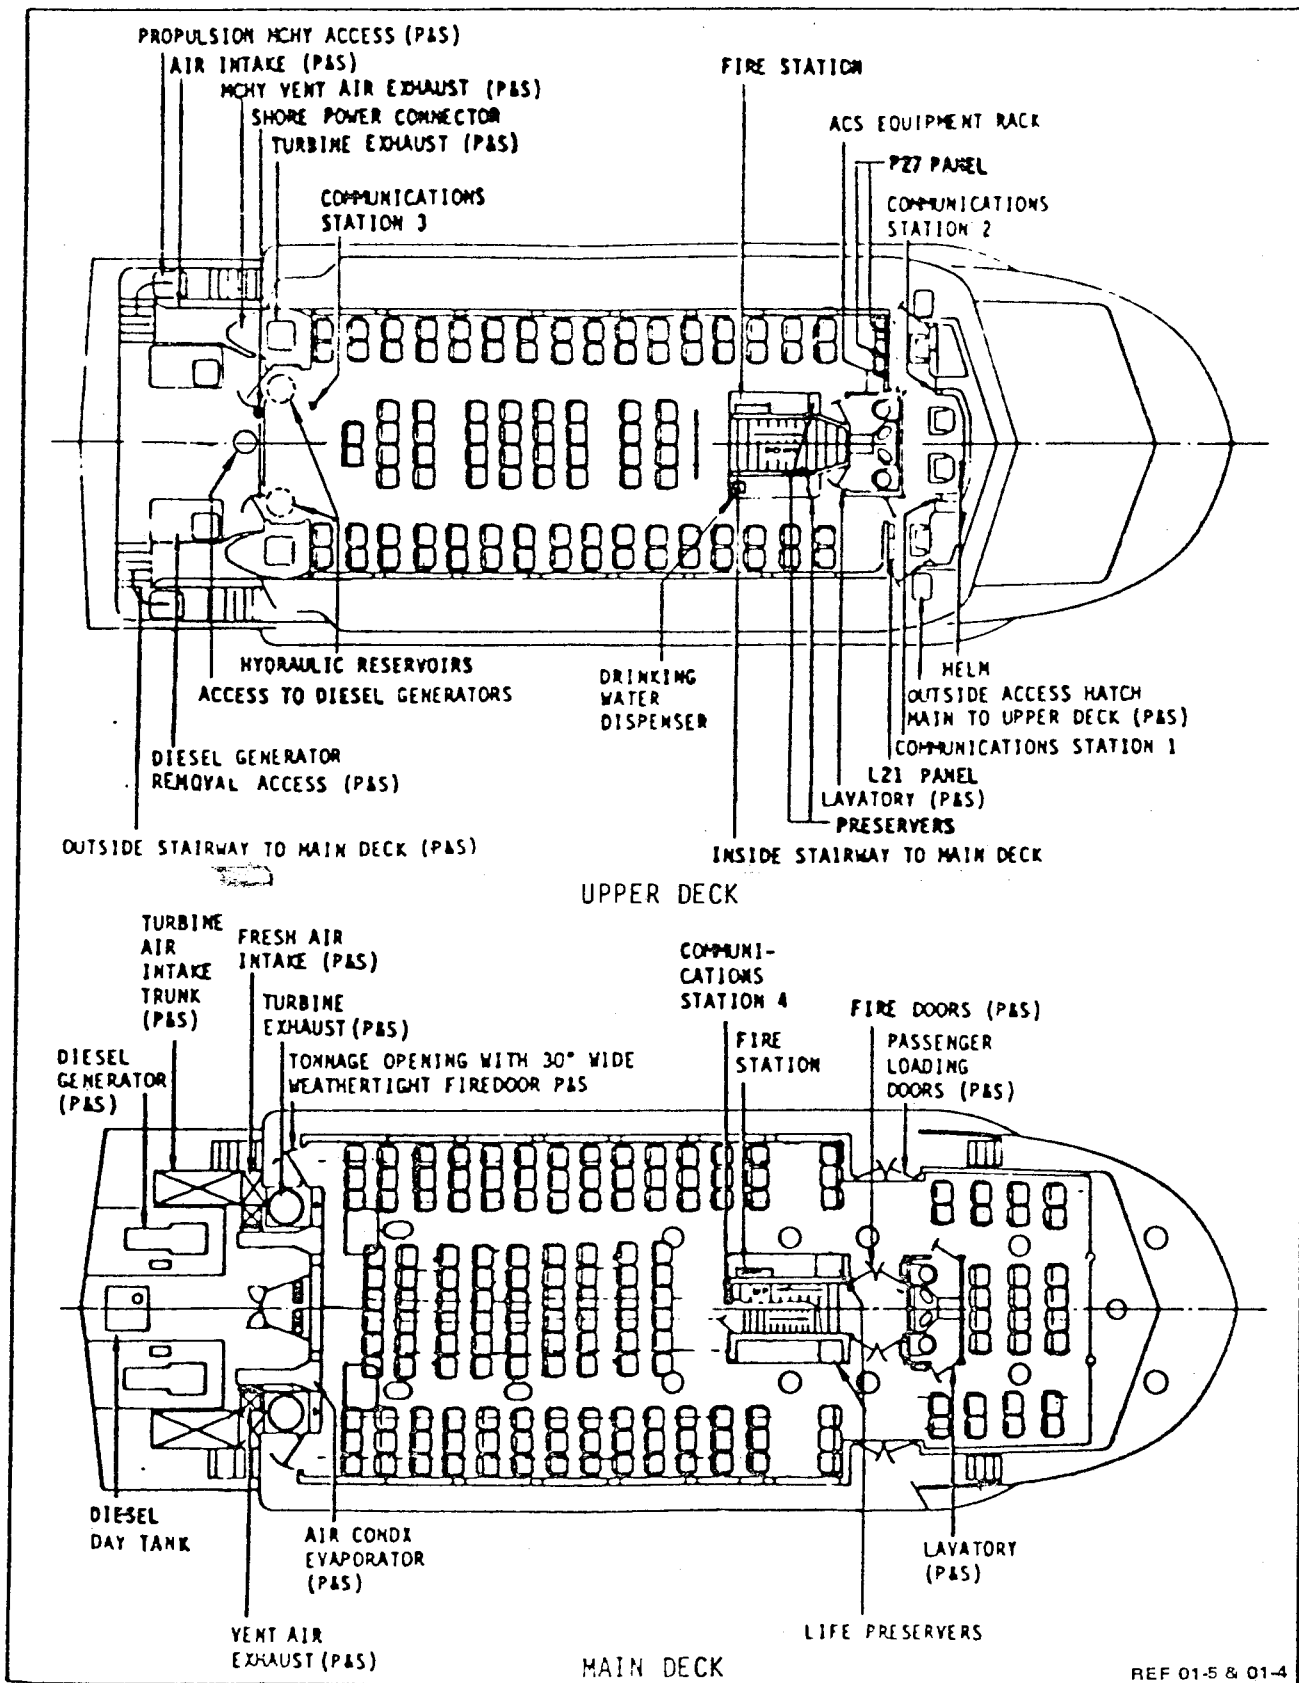 PROPULSION MCHY ACCESS (P&S)
AIR INTAKE (P&S)
MCHY VENT AIR EXHAUST (P&S)
SHORE POWER CONNECTOR
TURBINE EXHAUST (P&S)
COMMUNICATIONS
STATION 3
FIRE STATION
ACS EQUIPMENT RACK
P27 PANEL
COMMUNICATIONS
STATION 2
HYDRAULIC RESERVOIRS
ACCESS TO DIESEL GENERATORS
DIESEL GENERATOR
REMOVAL ACCESS (P&S)
OUTSIDE STAIRWAY TO MAIN DECK (P&S)
DRINKING
WATER
DISPENSER
HELM
OUTSIDE ACCESS HATCH
MAIN TO UPPER DECK (P&S)
COMMUNICATIONS STATION 1
L21 PANEL
LAVATORY (P&S)
PRESERVERS
INSIDE STAIRWAY TO MAIN DECK
UPPER DECK
TURBINE
AIR
INTAKE
TRUNK
(P&S)
FRESH AIR
INTAKE (P&S)
TURBINE
EXHAUST (P&S)
DIESEL
GENERATOR
(P&S)
TONNAGE OPENING WITH 30" WIDE
WEATHERTIGHT FIREDOOR P&S
COMMUNI-
CATIONS
STATION 4
FIRE
STATION
FIRE DOORS (P&S)
PASSENGER
LOADING
DOORS (P&S)
UP
DIESEL
DAY TANK
AIR CONDX
EVAPORATOR
(P&S)
VENT AIR
EXHAUST (P&S)
LAVATORY
(P&S)
LIFE PRESERVERS
MAIN DECK
REF 01-5 & 01-4